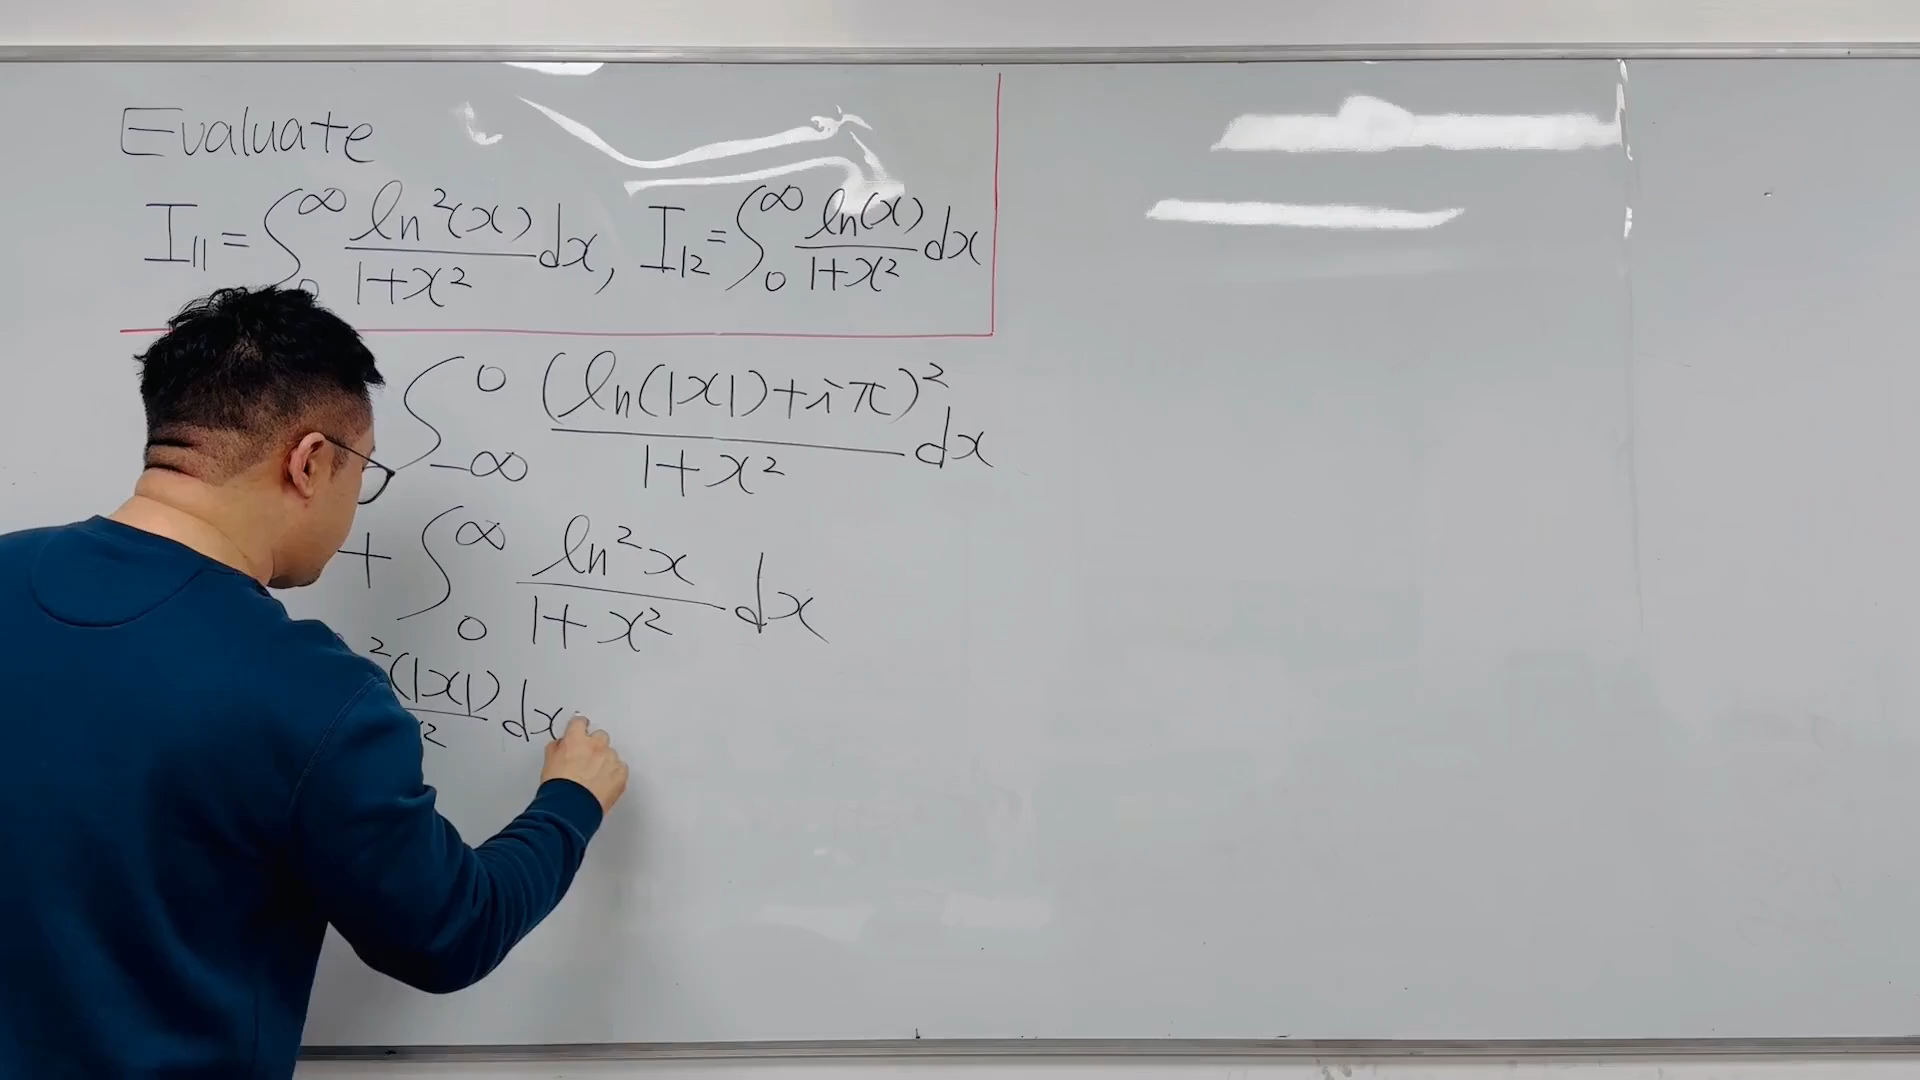 Evaluate
I₁₁ = ∫₀^∞ ln²(x)/(1+x²) dx, I₁₂ = ∫₀^∞ ln(x)/(1+x²) dx
∫_{-∞}^0 (ln(|x|)+iπ)²/(1+x²) dx
+ ∫₀^∞ ln²x/(1+x²) dx
²(|x|) dx